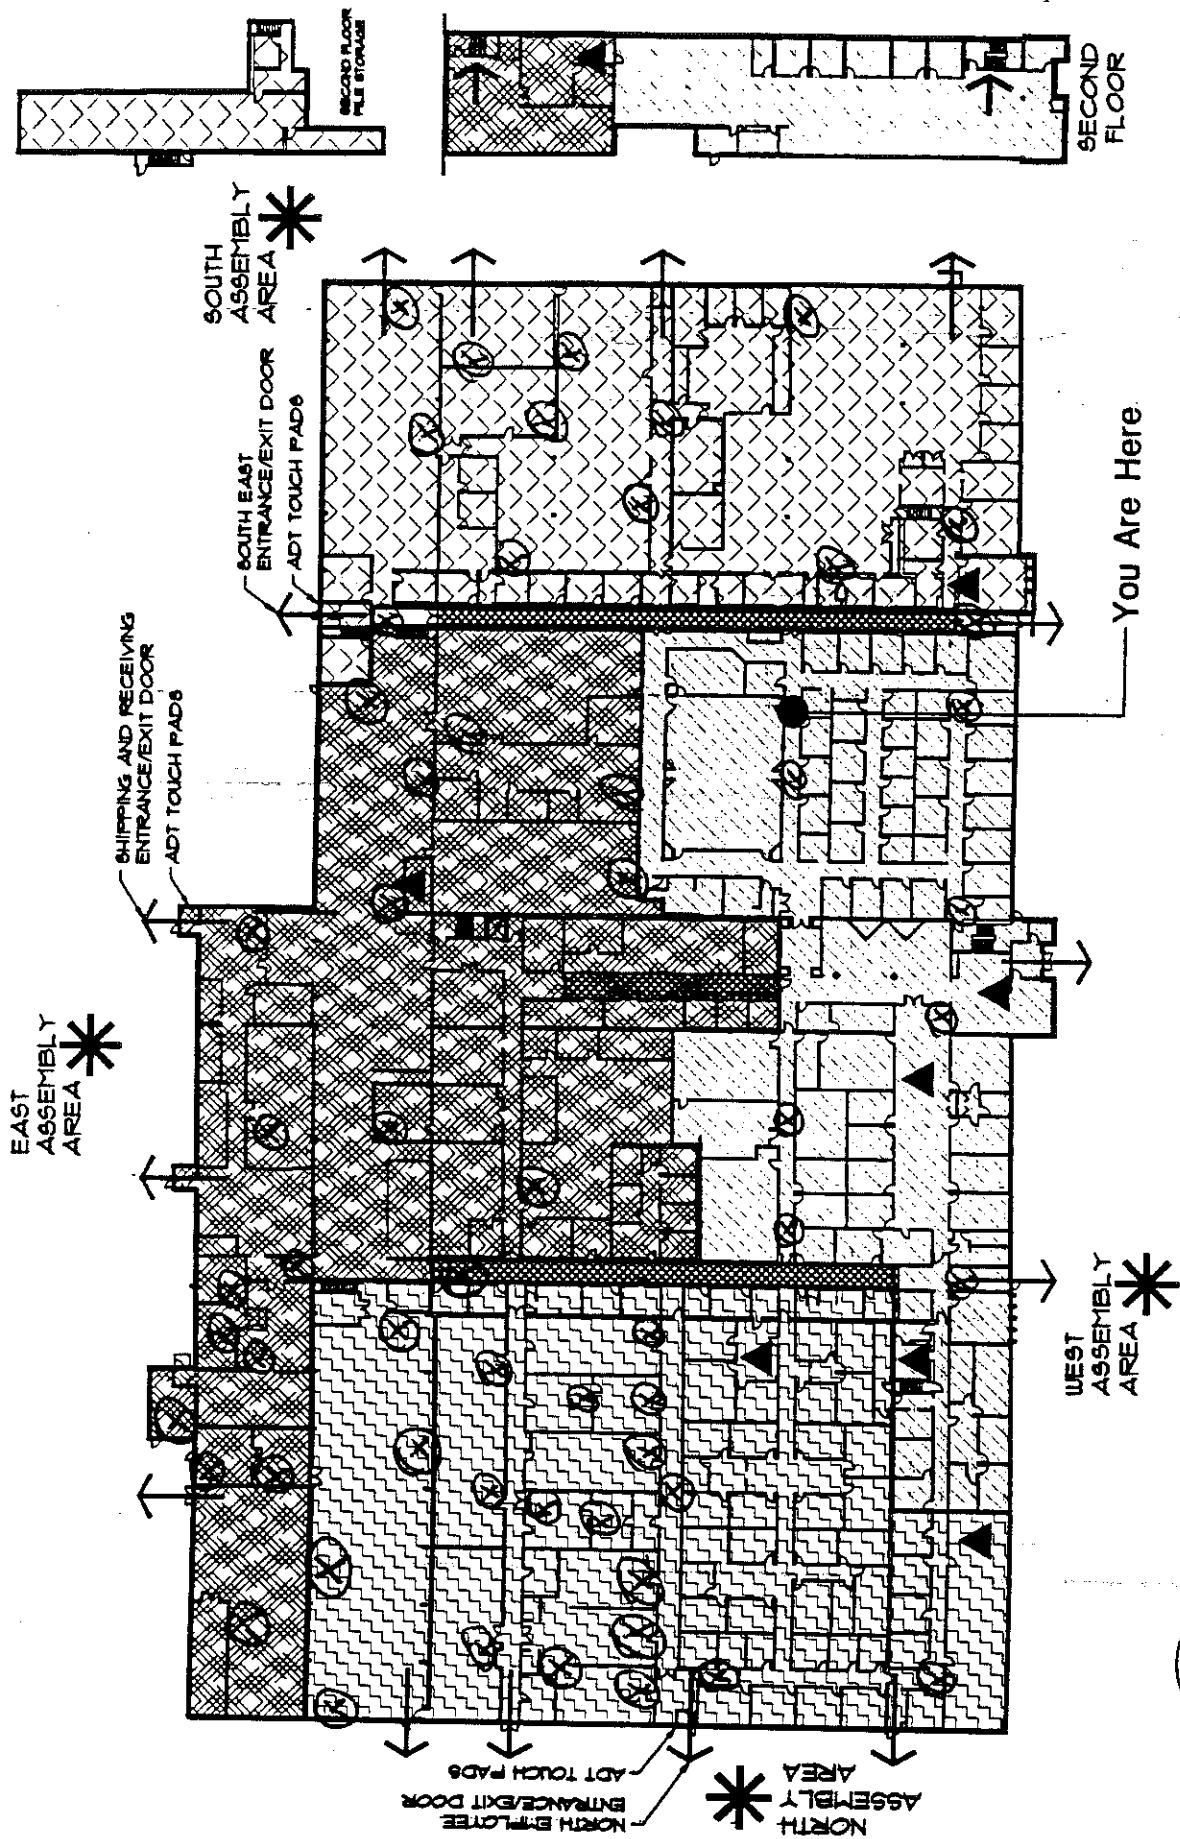 SECOND FLOOR
FILE STORAGE
SECOND
FLOOR
SOUTH
ASSEMBLY
AREA
SOUTH EAST
ENTRANCE/EXIT DOOR
ADT TOUCH PADS
SHIPPING AND RECEIVING
ENTRANCE/EXIT DOOR
ADT TOUCH PADS
EAST
ASSEMBLY
AREA
You Are Here
WEST
ASSEMBLY
AREA
NORTH EMPLOYEE
ENTRANCE/EXIT DOOR
ADT TOUCH PADS
NORTH
ASSEMBLY
AREA